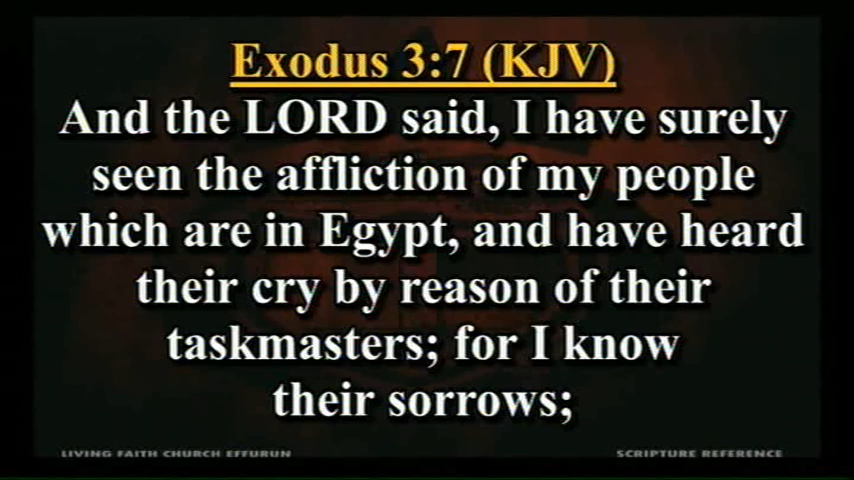 Exodus 3:7 (KJV)
And the LORD said, I have surely
seen the affliction of my people
which are in Egypt, and have heard
their cry by reason of their
taskmasters; for I know
their sorrows;
LIVING FAITH CHURCH EFFURUN
SCRIPTURE REFERENCE